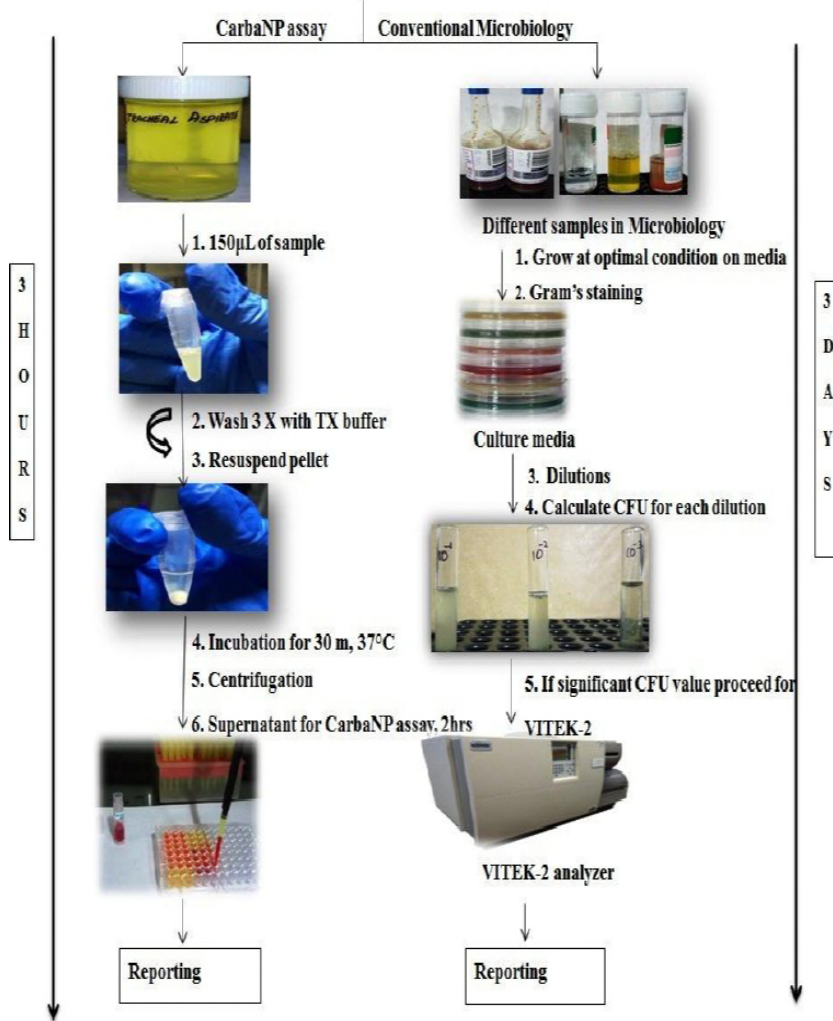 CarbaNP assay
Conventional Microbiology
TRACHEAL ASPIRATE
1. 150µL of sample
2. Wash 3 X with TX buffer
3. Resuspend pellet
4. Incubation for 30 m, 37⁰C
5. Centrifugation
6. Supernatant for CarbaNP assay, 2hrs
Reporting
3
H
O
U
R
S
Different samples in Microbiology
1. Grow at optimal condition on media
2. Gram's staining
Culture media
3. Dilutions
4. Calculate CFU for each dilution
10⁻²
10⁻³
5. If significant CFU value proceed for
VITEK-2
VITEK-2 analyzer
Reporting
3
D
A
Y
S